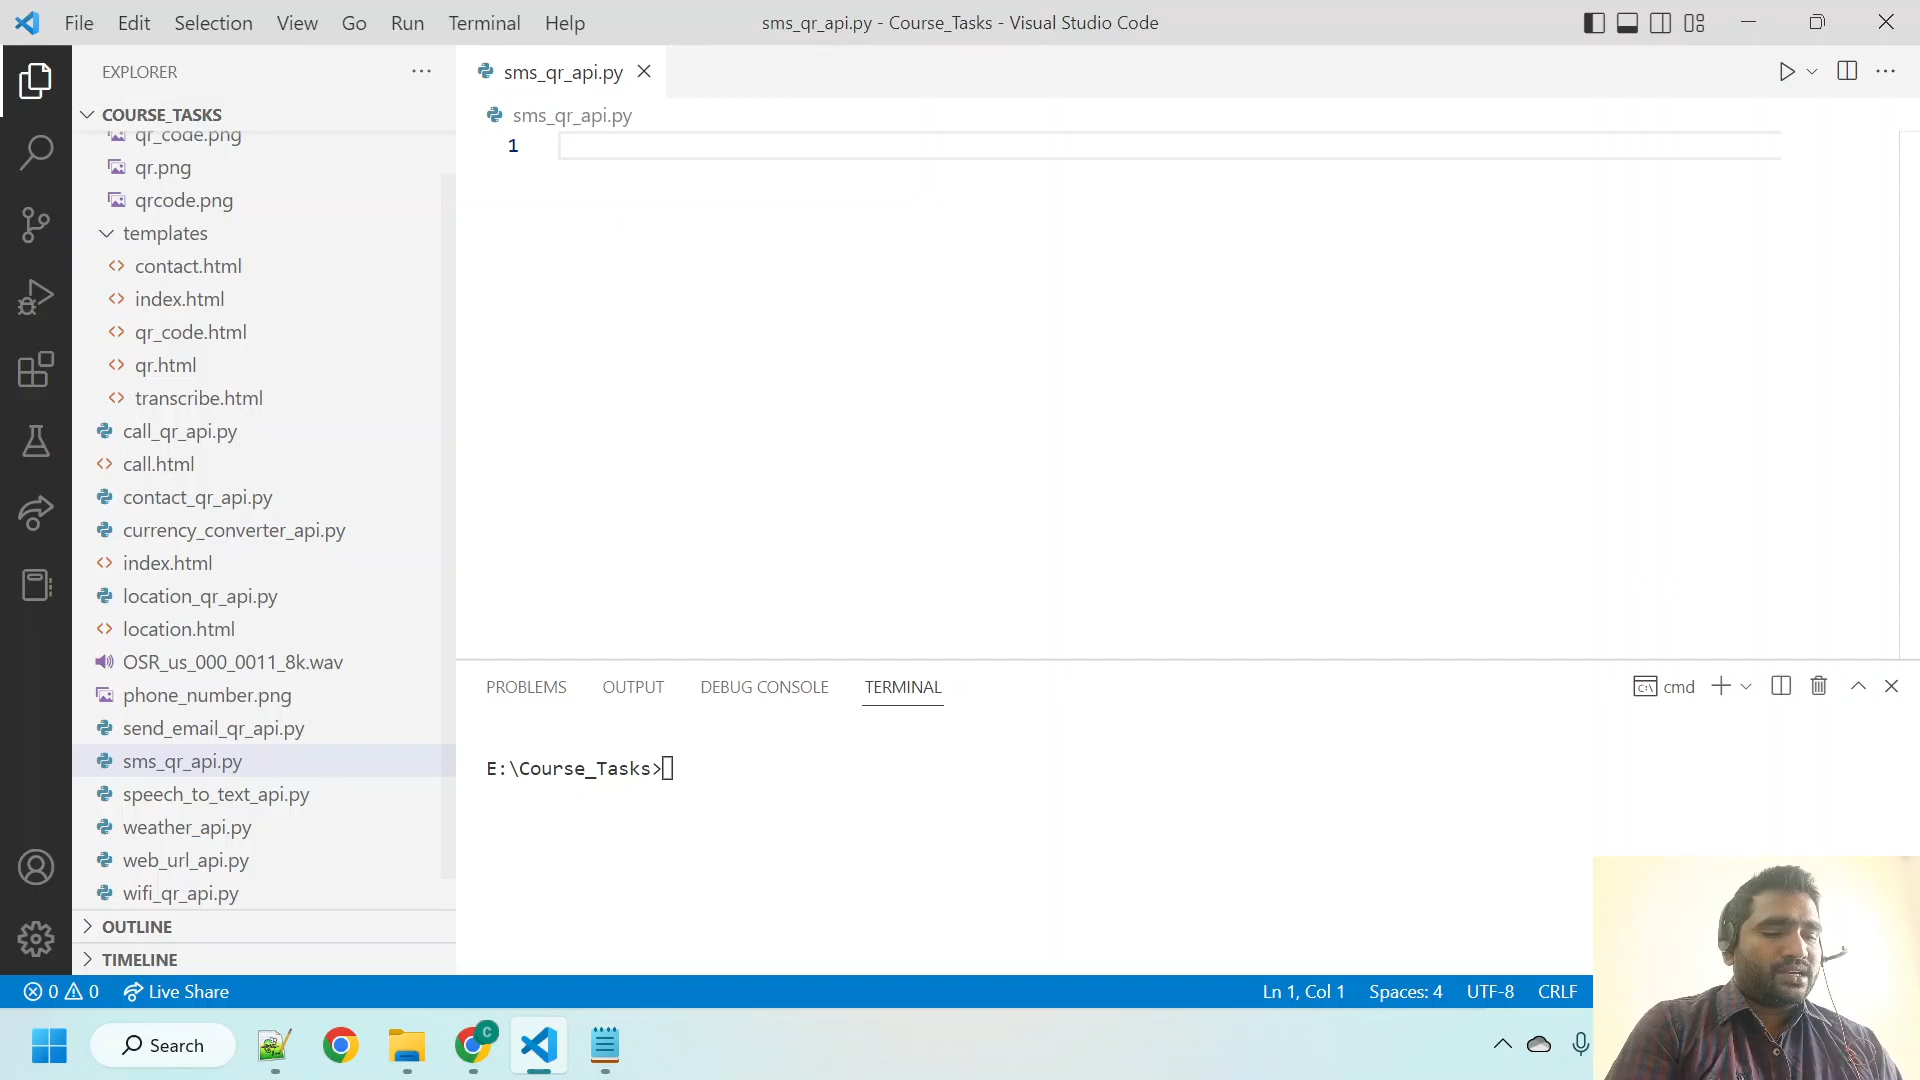 File Edit Selection View Go Run Terminal Help
sms_qr_api.py - Course_Tasks - Visual Studio Code
EXPLORER
COURSE_TASKS
qr_code.png
qr.png
qrcode.png
templates
contact.html
index.html
qr_code.html
qr.html
transcribe.html
call_qr_api.py
call.html
contact_qr_api.py
currency_converter_api.py
index.html
location_qr_api.py
location.html
OSR_us_000_0011_8k.wav
phone_number.png
send_email_qr_api.py
sms_qr_api.py
speech_to_text_api.py
weather_api.py
web_url_api.py
wifi_qr_api.py
OUTLINE
TIMELINE
sms_qr_api.py
sms_qr_api.py
1
PROBLEMS OUTPUT DEBUG CONSOLE TERMINAL
cmd
E:\Course_Tasks>
0 0 Live Share
Ln 1, Col 1 Spaces: 4 UTF-8 CRLF
Search
C